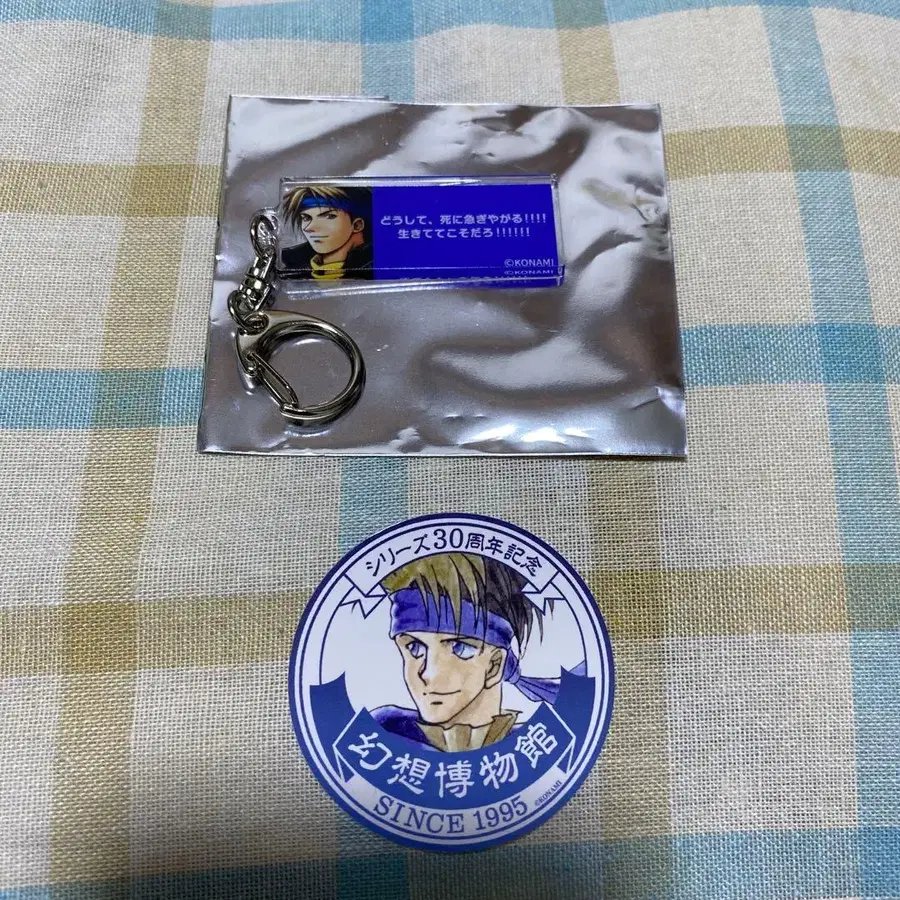 どうして、死に急ぎやがる!!!!
生きててこそだろ!!!!!!
©KONAMI
©KONAMI
シリーズ30周年記念
幻想博物館
©KONAMI
SINCE 1995